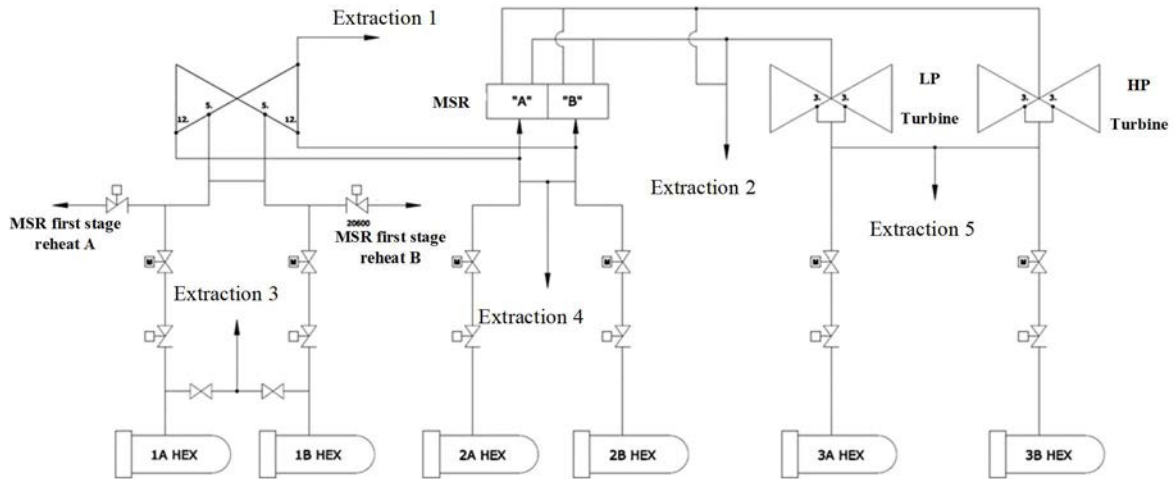 Extraction 1
5.
5.
12.
12.
MSR
"A"
"B"
3.
3.
LP
Turbine
3.
3.
HP
Turbine
Extraction 2
MSR first stage
reheat A
20600
MSR first stage
reheat B
Extraction 5
M
M
M
M
M
M
Extraction 3
Extraction 4
1A HEX
1B HEX
2A HEX
2B HEX
3A HEX
3B HEX